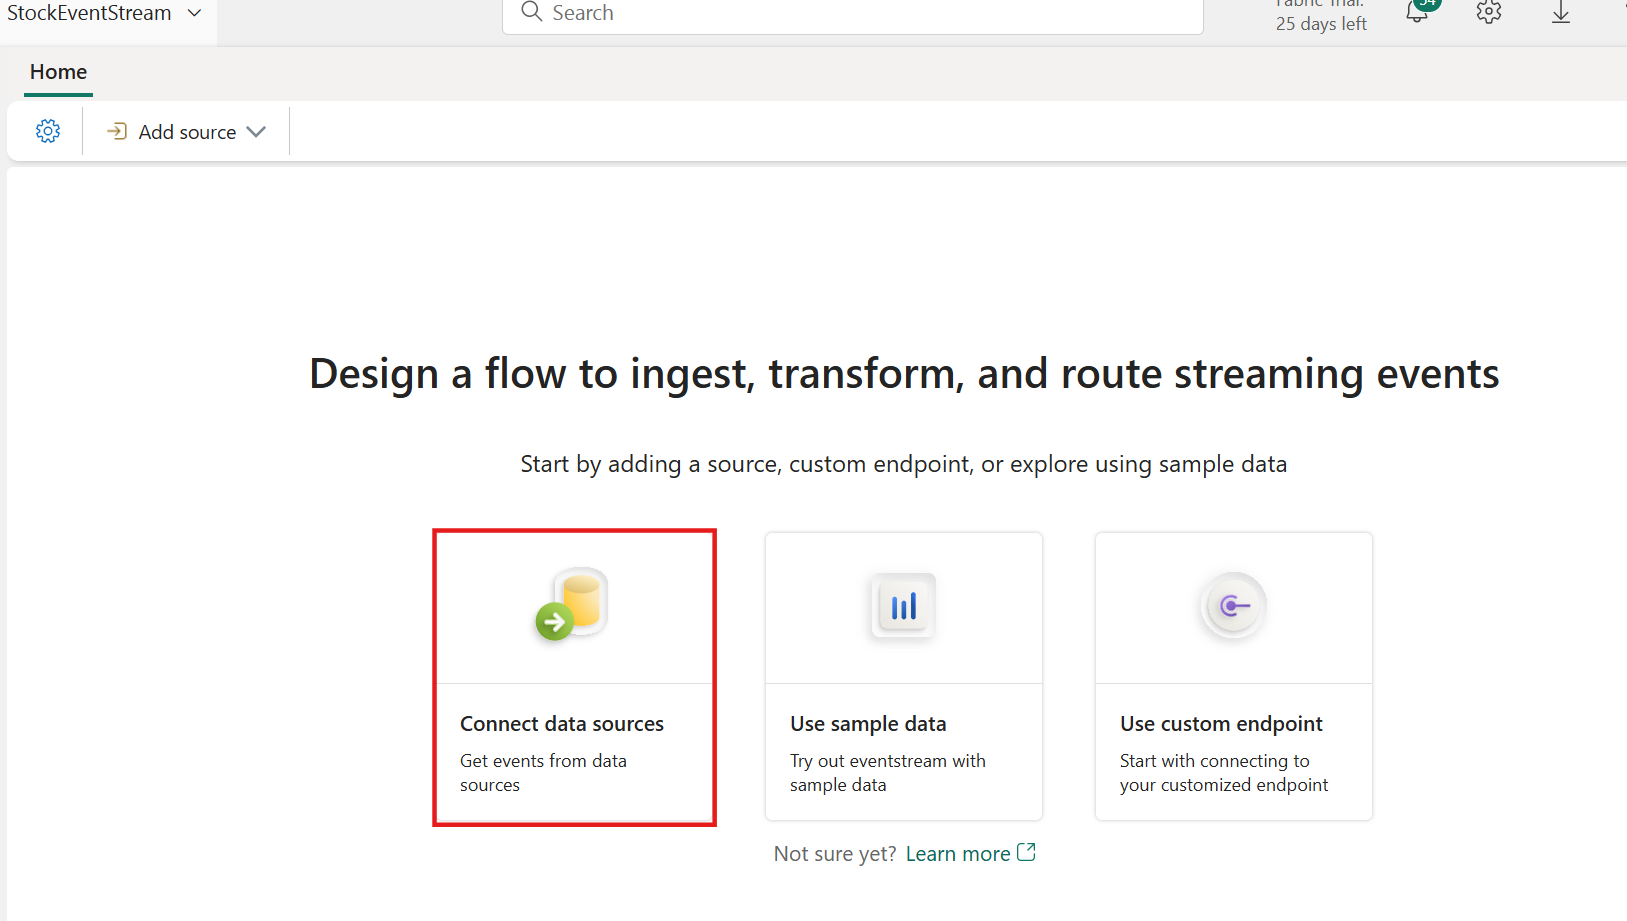 StockEventStream
Search
Fabric Trial:
25 days left
54
Home
Add source
Design a flow to ingest, transform, and route streaming events
Start by adding a source, custom endpoint, or explore using sample data
Connect data sources
Get events from data
sources
Use sample data
Try out eventstream with
sample data
Use custom endpoint
Start with connecting to
your customized endpoint
Not sure yet? Learn more